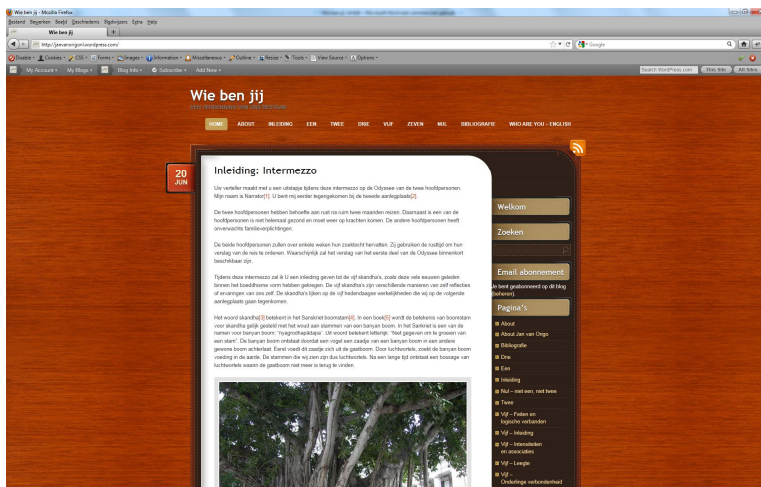 Wie ben jij - Mozilla Firefox
Bestand Bewerken Beeld Geschiedenis Bladwijzers Extra Help
Wie ben jij
http://janvanorigo.wordpress.com/
Google
Disable Cookies CSS Forms Images Information Miscellaneous Outline Resize Tools View Source Options
My Account My Blogs Blog Info Subscribe Add New
Search WordPress.com This Site All Sites
Wie ben jij
HOME ABOUT INLEIDING EEN TWEE DRIE VIJF ZEVEN NUL BIBLIOGRAFIE WHO ARE YOU – ENGLISH
20
JUN
Inleiding: Intermezzo
Uw verteller maakt met u een uitstapje tijdens deze intermezzo op de Odyssee van de twee hoofdpersonen.
Mijn naam is Narrator[1]. U bent mij eerder tegengekomen bij de tweede aanlegplaats[2].
De twee hoofdpersonen hebben behoefte aan rust na ruim twee maanden reizen. Daarnaast is een van de
hoofdpersonen is niet helemaal gezond en moet weer op krachten komen. De andere hoofdpersonen heeft
onverwachts familieverplichtingen.
De beide hoofdpersonen zullen over enkele weken hun zoektocht hervatten. Zij gebruiken de rusttijd om hun
verslag van de reis te ordenen. Waarschijnlijk zal het verslag van het eerste deel van de Odyssee binnenkort
beschikbaar zijn.
Tijdens deze intermezzo zal ik U een inleiding geven tot de vijf skandha's, zoals deze vele eeuwen geleden
binnen het boeddhisme vorm hebben gekregen. De vijf skandha's zijn verschillende manieren van zelf reflecties
of ervaringen van ons zelf. De skandha's lijken op de vijf hedendaagse werkelijkheden die wij op de volgende
aanlegplaats gaan tegenkomen.
Het woord skandha[3] betekent in het Sanskriet boomstam[4]. In een boek[5] wordt de betekenis van boomstam
voor skandha gelijk gesteld met het woud aan stammen van een banyan boom. In het Sanskriet is een van de
namen voor banyan boom: "nyagrodhapādapa". Dit woord betekent letterlijk: "Niet gegeven om te groeien van
een stam". De banyan boom ontstaat doordat een vogel een zaadje van een banyan boom in een andere
gewone boom achterlaat. Eerst voedt dit zaadje zich uit de gastboom. Door luchtwortels, zoekt de banyan boom
voeding in de aarde. De stammen die wij zien zijn dus luchtwortels. Na een lange tijd ontstaat een bossage van
luchtwortels waarin de gastboom niet meer is terug te vinden.
Welkom
Zoeken
Email abonnement
Je bent geabonneerd op dit blog
(beheren).
Pagina's
About
About Jan van Origo
Bibliografie
Drie
Een
Inleiding
Nul – niet een, niet twee
Twee
Vijf – Feiten en
logische verbanden
Vijf – Inleiding
Vijf – Intensiteiten
en associaties
Vijf – Leegte
Vijf –
Onderlinge verbondenheid